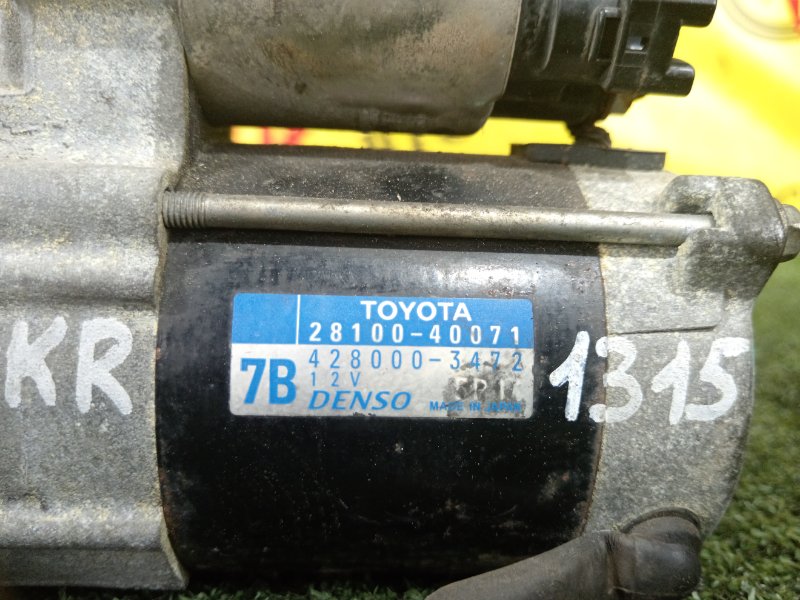 TOYOTA
28100-40071
7B
428000-3472
12V
DENSO
MADE IN JAPAN
KR
1315